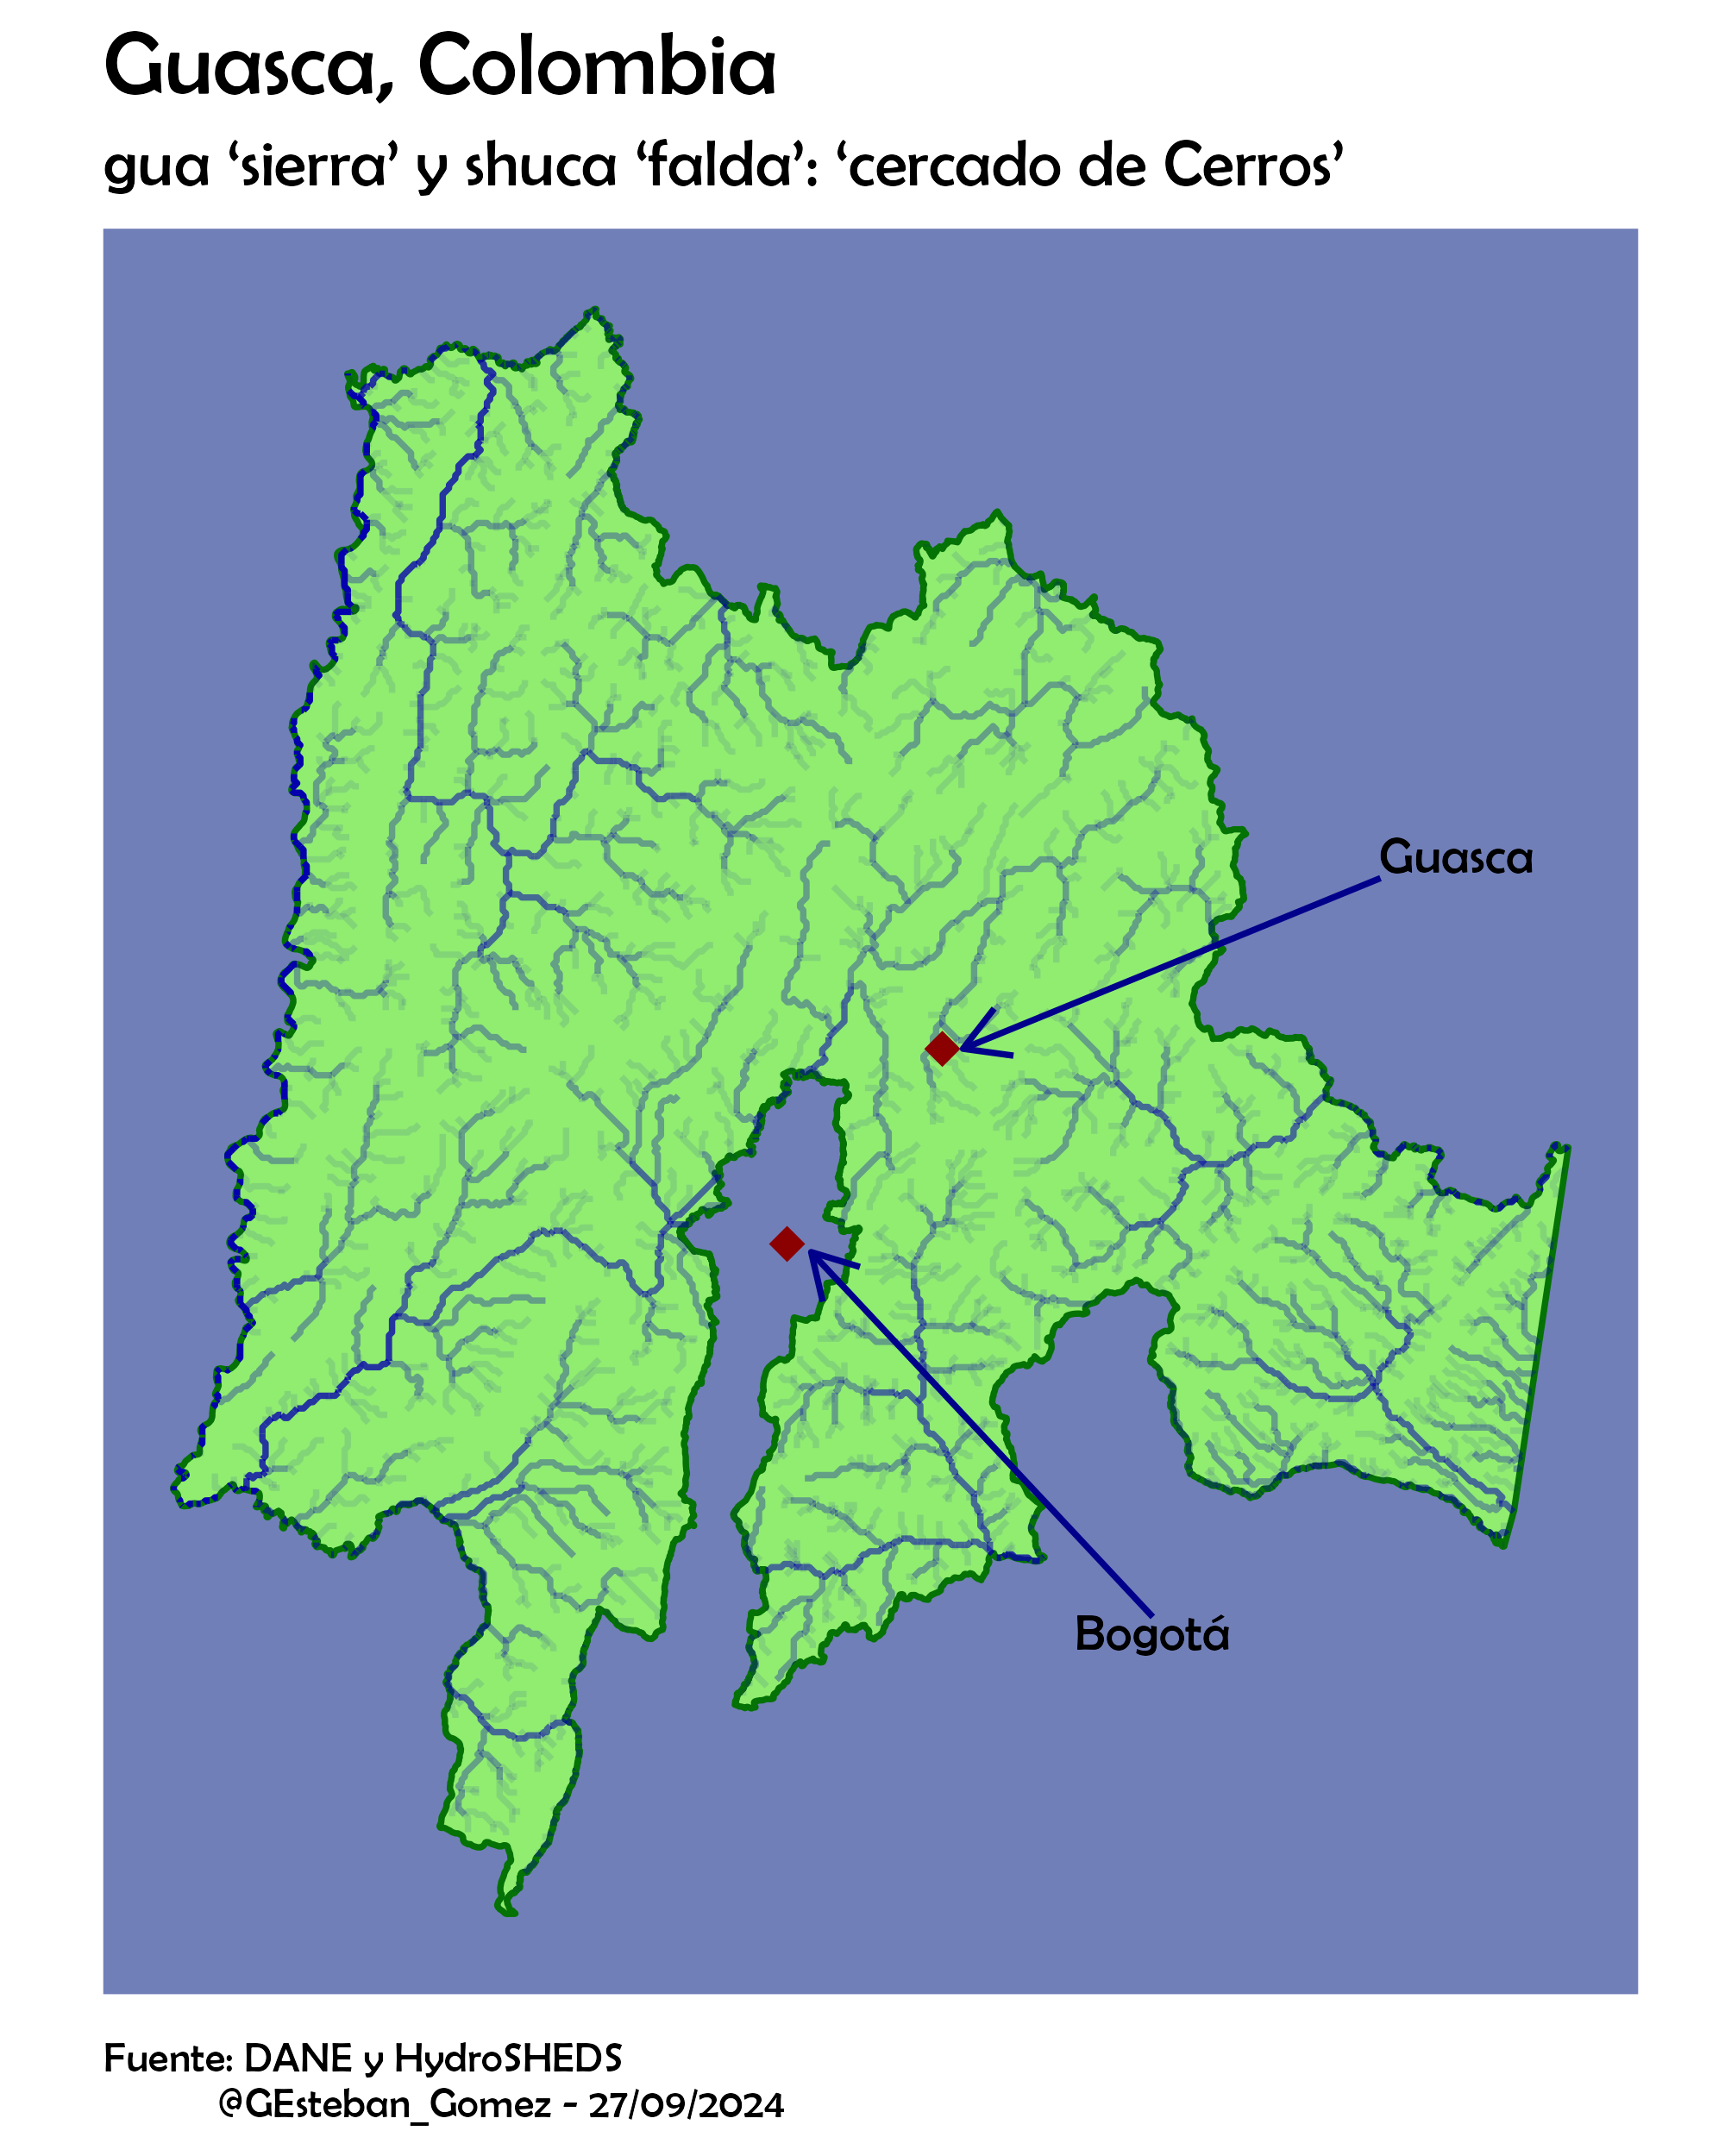 Guasca, Colombia
gua ‘sierra’ y shuca ‘falda’: ‘cercado de Cerros’
Guasca
Bogotá
Fuente: DANE y HydroSHEDS
@GEsteban_Gomez - 27/09/2024